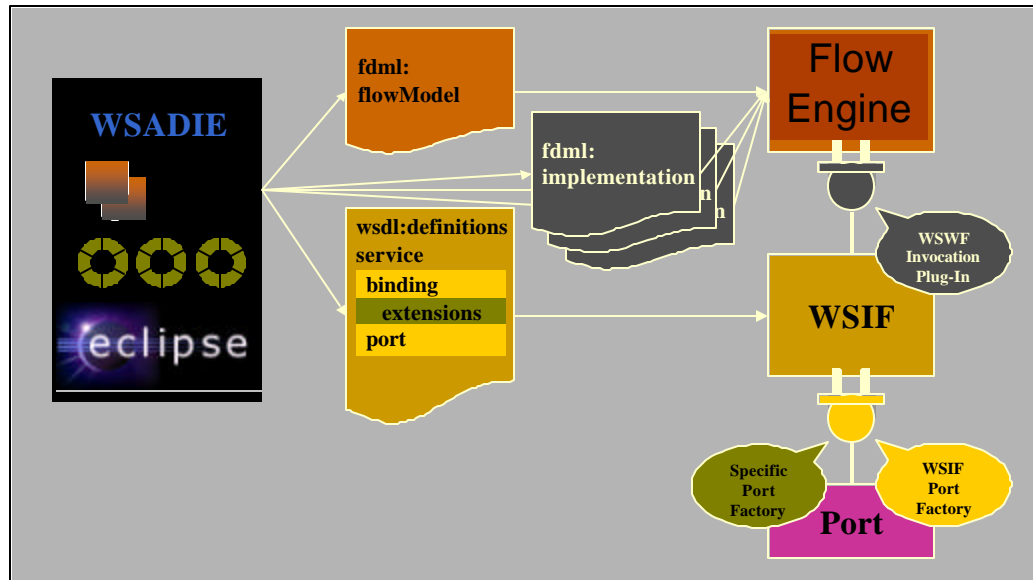 WSADIE
eclipse
fdml:
flowModel
fdml:
implementation
n
n
wsdl:definitions
service
binding
extensions
port
Flow
Engine
WSWF
Invocation
Plug-In
WSIF
Specific
Port
Factory
WSIF
Port
Factory
Port